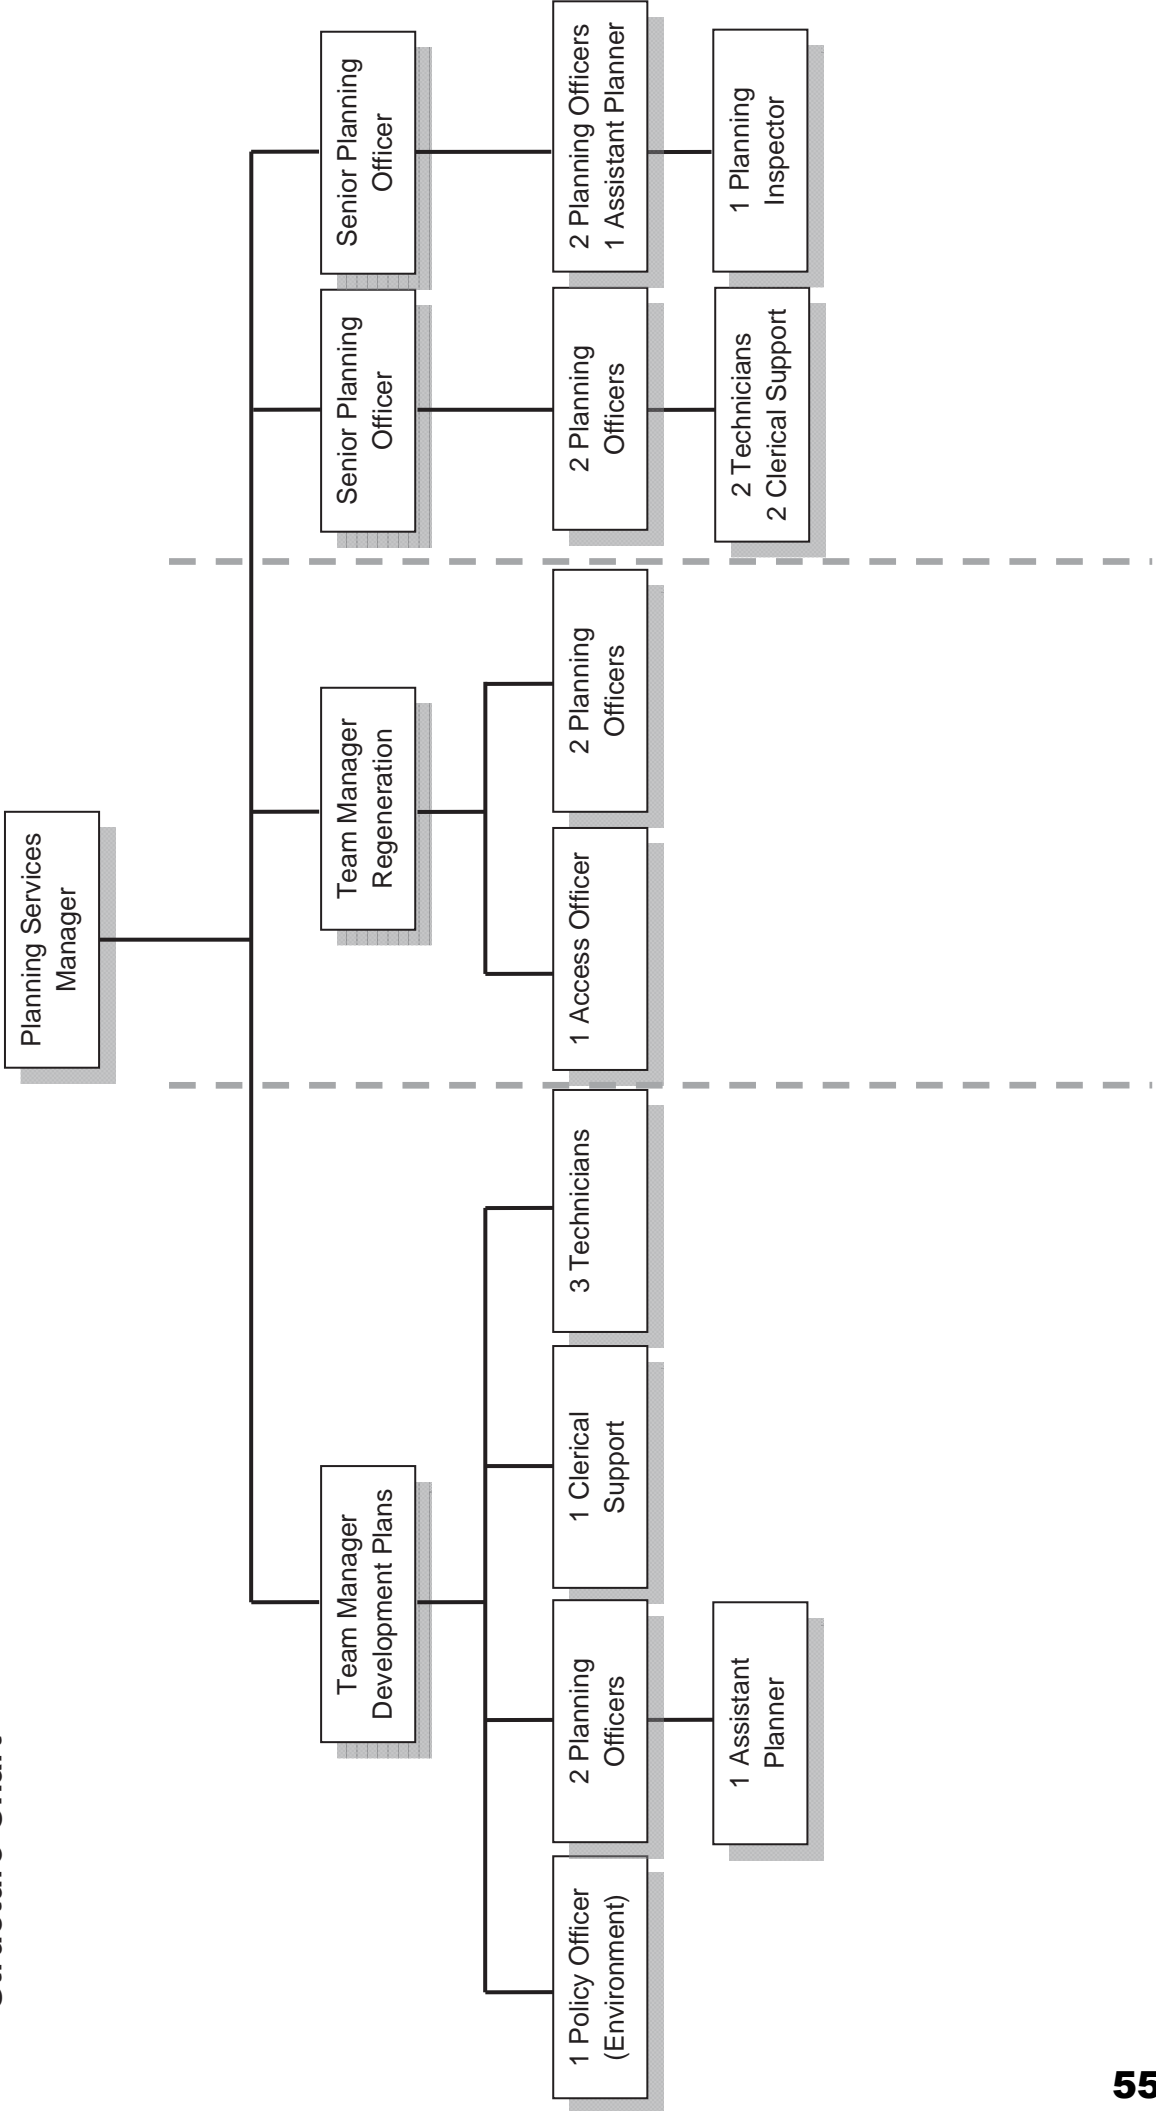 Structure Chart
Planning Services
Manager
Team Manager
Development Plans
Team Manager
Regeneration
Senior Planning
Officer
Senior Planning
Officer
1 Policy Officer
(Environment)
2 Planning
Officers
1 Clerical
Support
3 Technicians
1 Access Officer
2 Planning
Officers
2 Planning
Officers
2 Planning Officers
1 Assistant Planner
1 Assistant
Planner
2 Technicians
2 Clerical Support
1 Planning
Inspector
55